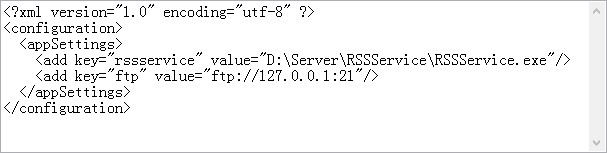 <?xml version="1.0" encoding="utf-8" ?>
<configuration>
  <appSettings>
    <add key="rssservice" value="D:\Server\RSSService\RSSService.exe"/>
    <add key="ftp" value="ftp://127.0.0.1:21"/>
  </appSettings>
</configuration>